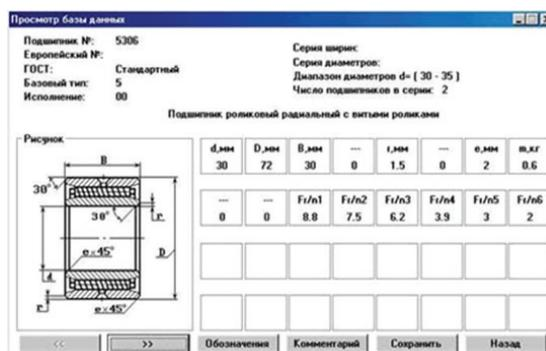 Просмотр базы данных
Подшипник №: 5306
Европейский №:
ГОСТ: Стандартный
Базовый тип: 5
Исполнение: 00
Серия ширин:
Серия диаметров:
Диапазон диаметров d= ( 30 - 35 )
Число подшипников в серии: 2
Подшипник роликовый радиальный с витыми роликами
Рисунок
B
30°
30°
r
e×45°
D
d
r
e×45°
d,мм D,мм B,мм --- r,мм --- e,мм m,кг
30 72 30 0 1.5 0 2 0.6
--- --- Fr/n1 Fr/n2 Fr/n3 Fr/n4 Fr/n5 Fr/n6
0 0 8.8 7.5 6.2 3.9 3 2
<< >> Обозначения Комментарий Сохранить Назад